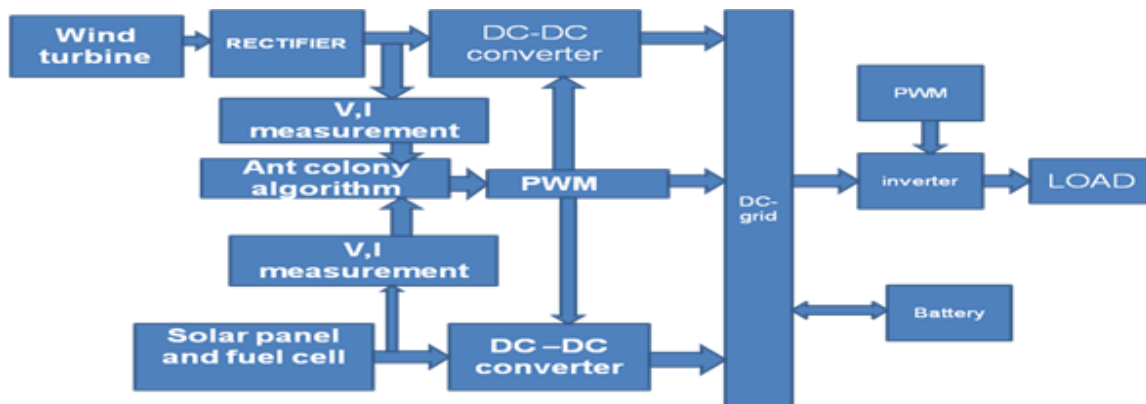 Wind
turbine
RECTIFIER
DC-DC
converter
V,I
measurement
PWM
Ant colony
algorithm
PWM
inverter
LOAD
DC-
grid
V,I
measurement
Solar panel
and fuel cell
DC –DC
converter
Battery